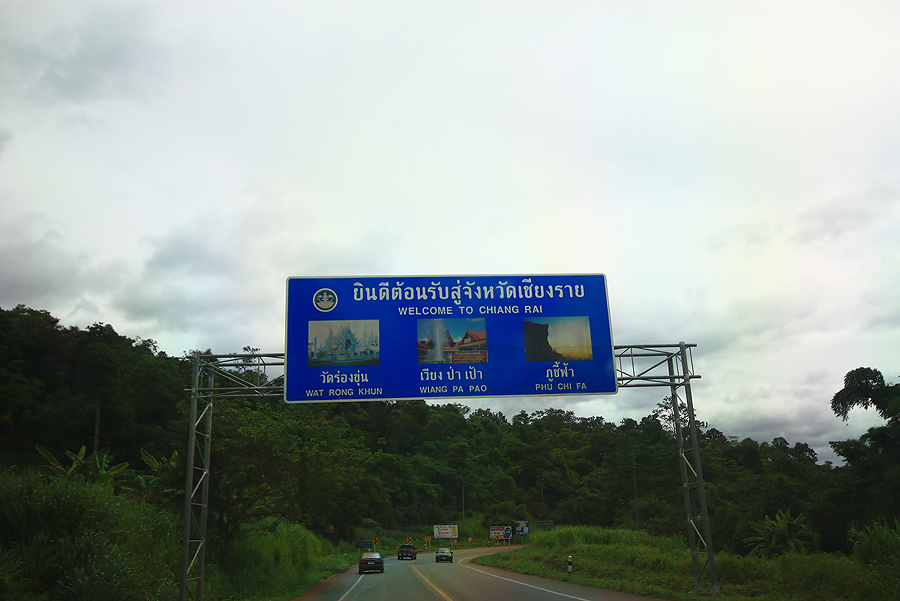 ยินดีต้อนรับสู่จังหวัดเชียงราย
WELCOME TO CHIANG RAI
วัดร่องขุ่น
WAT RONG KHUN
เวียง ป่า เป้า
WIANG PA PAO
ภูชี้ฟ้า
PHU CHI FA